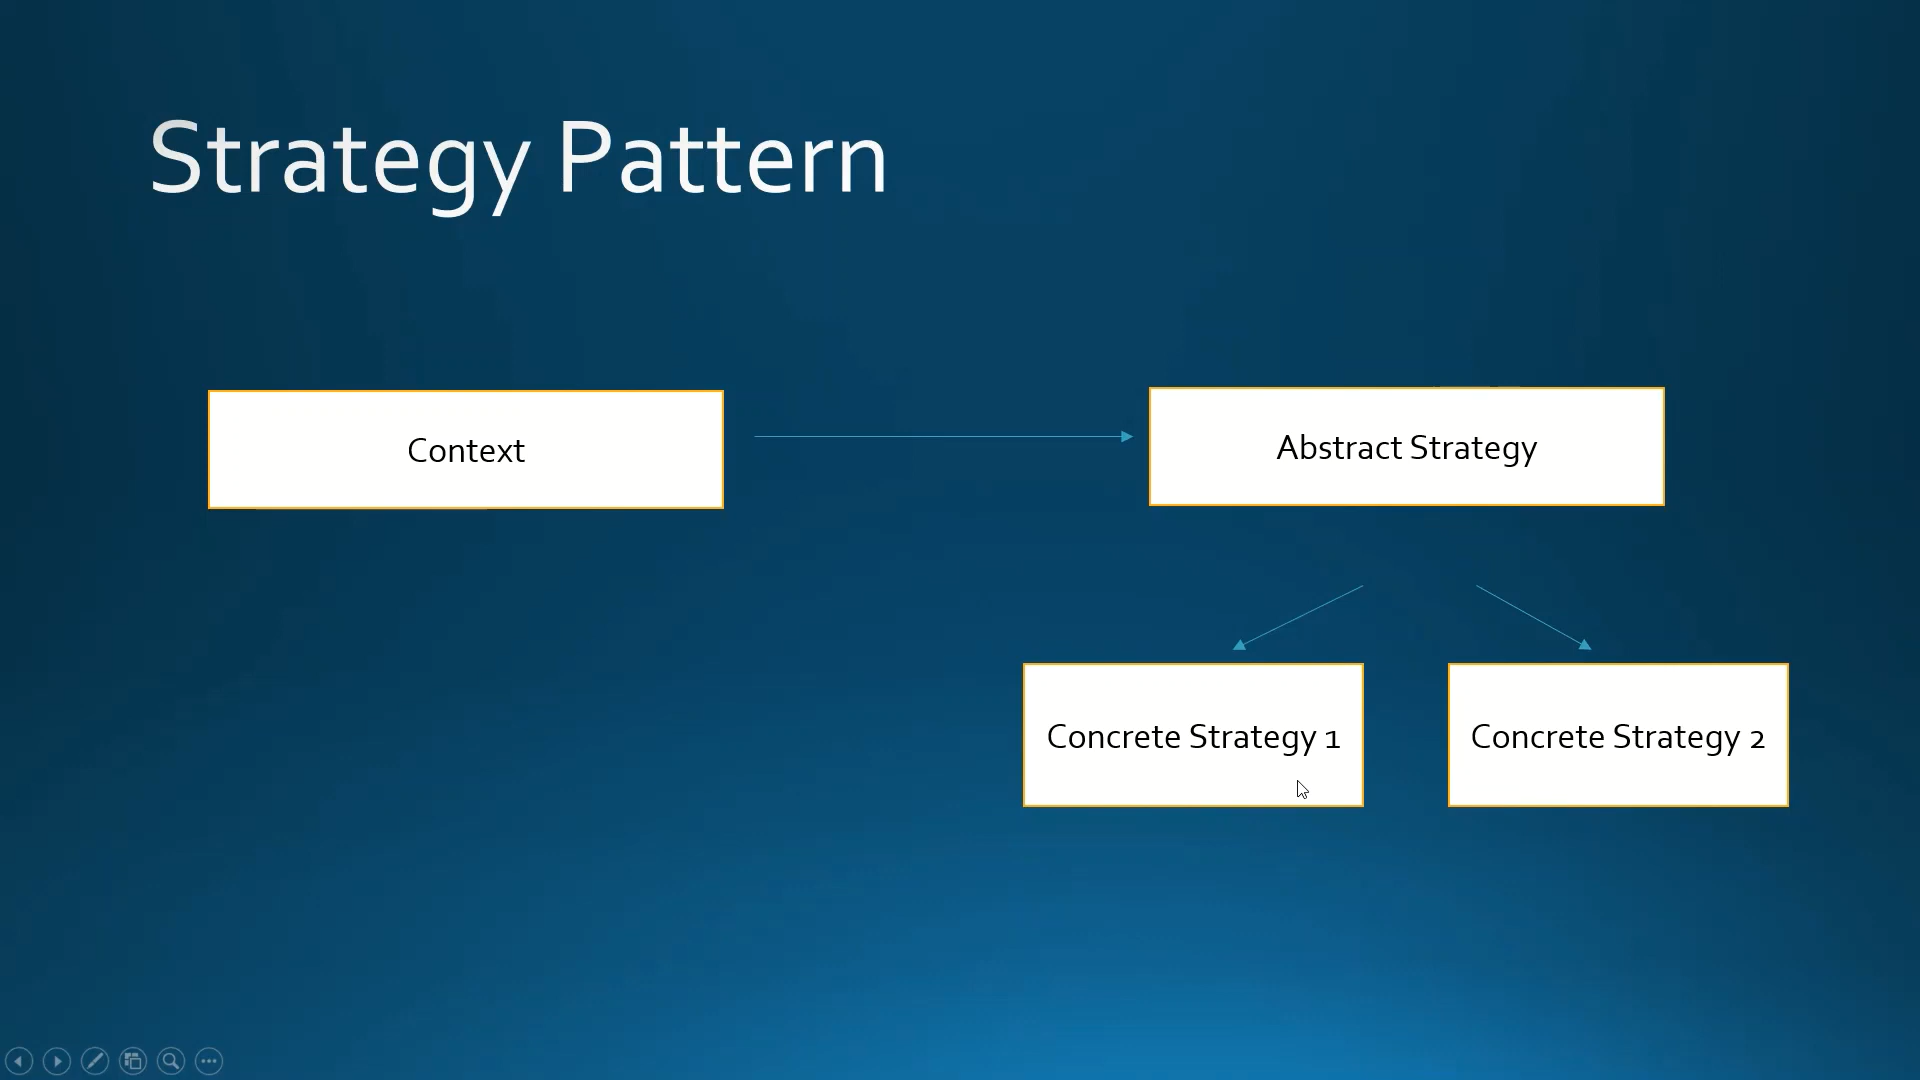 Strategy Pattern
Context
Abstract Strategy
Concrete Strategy 1
Concrete Strategy 2